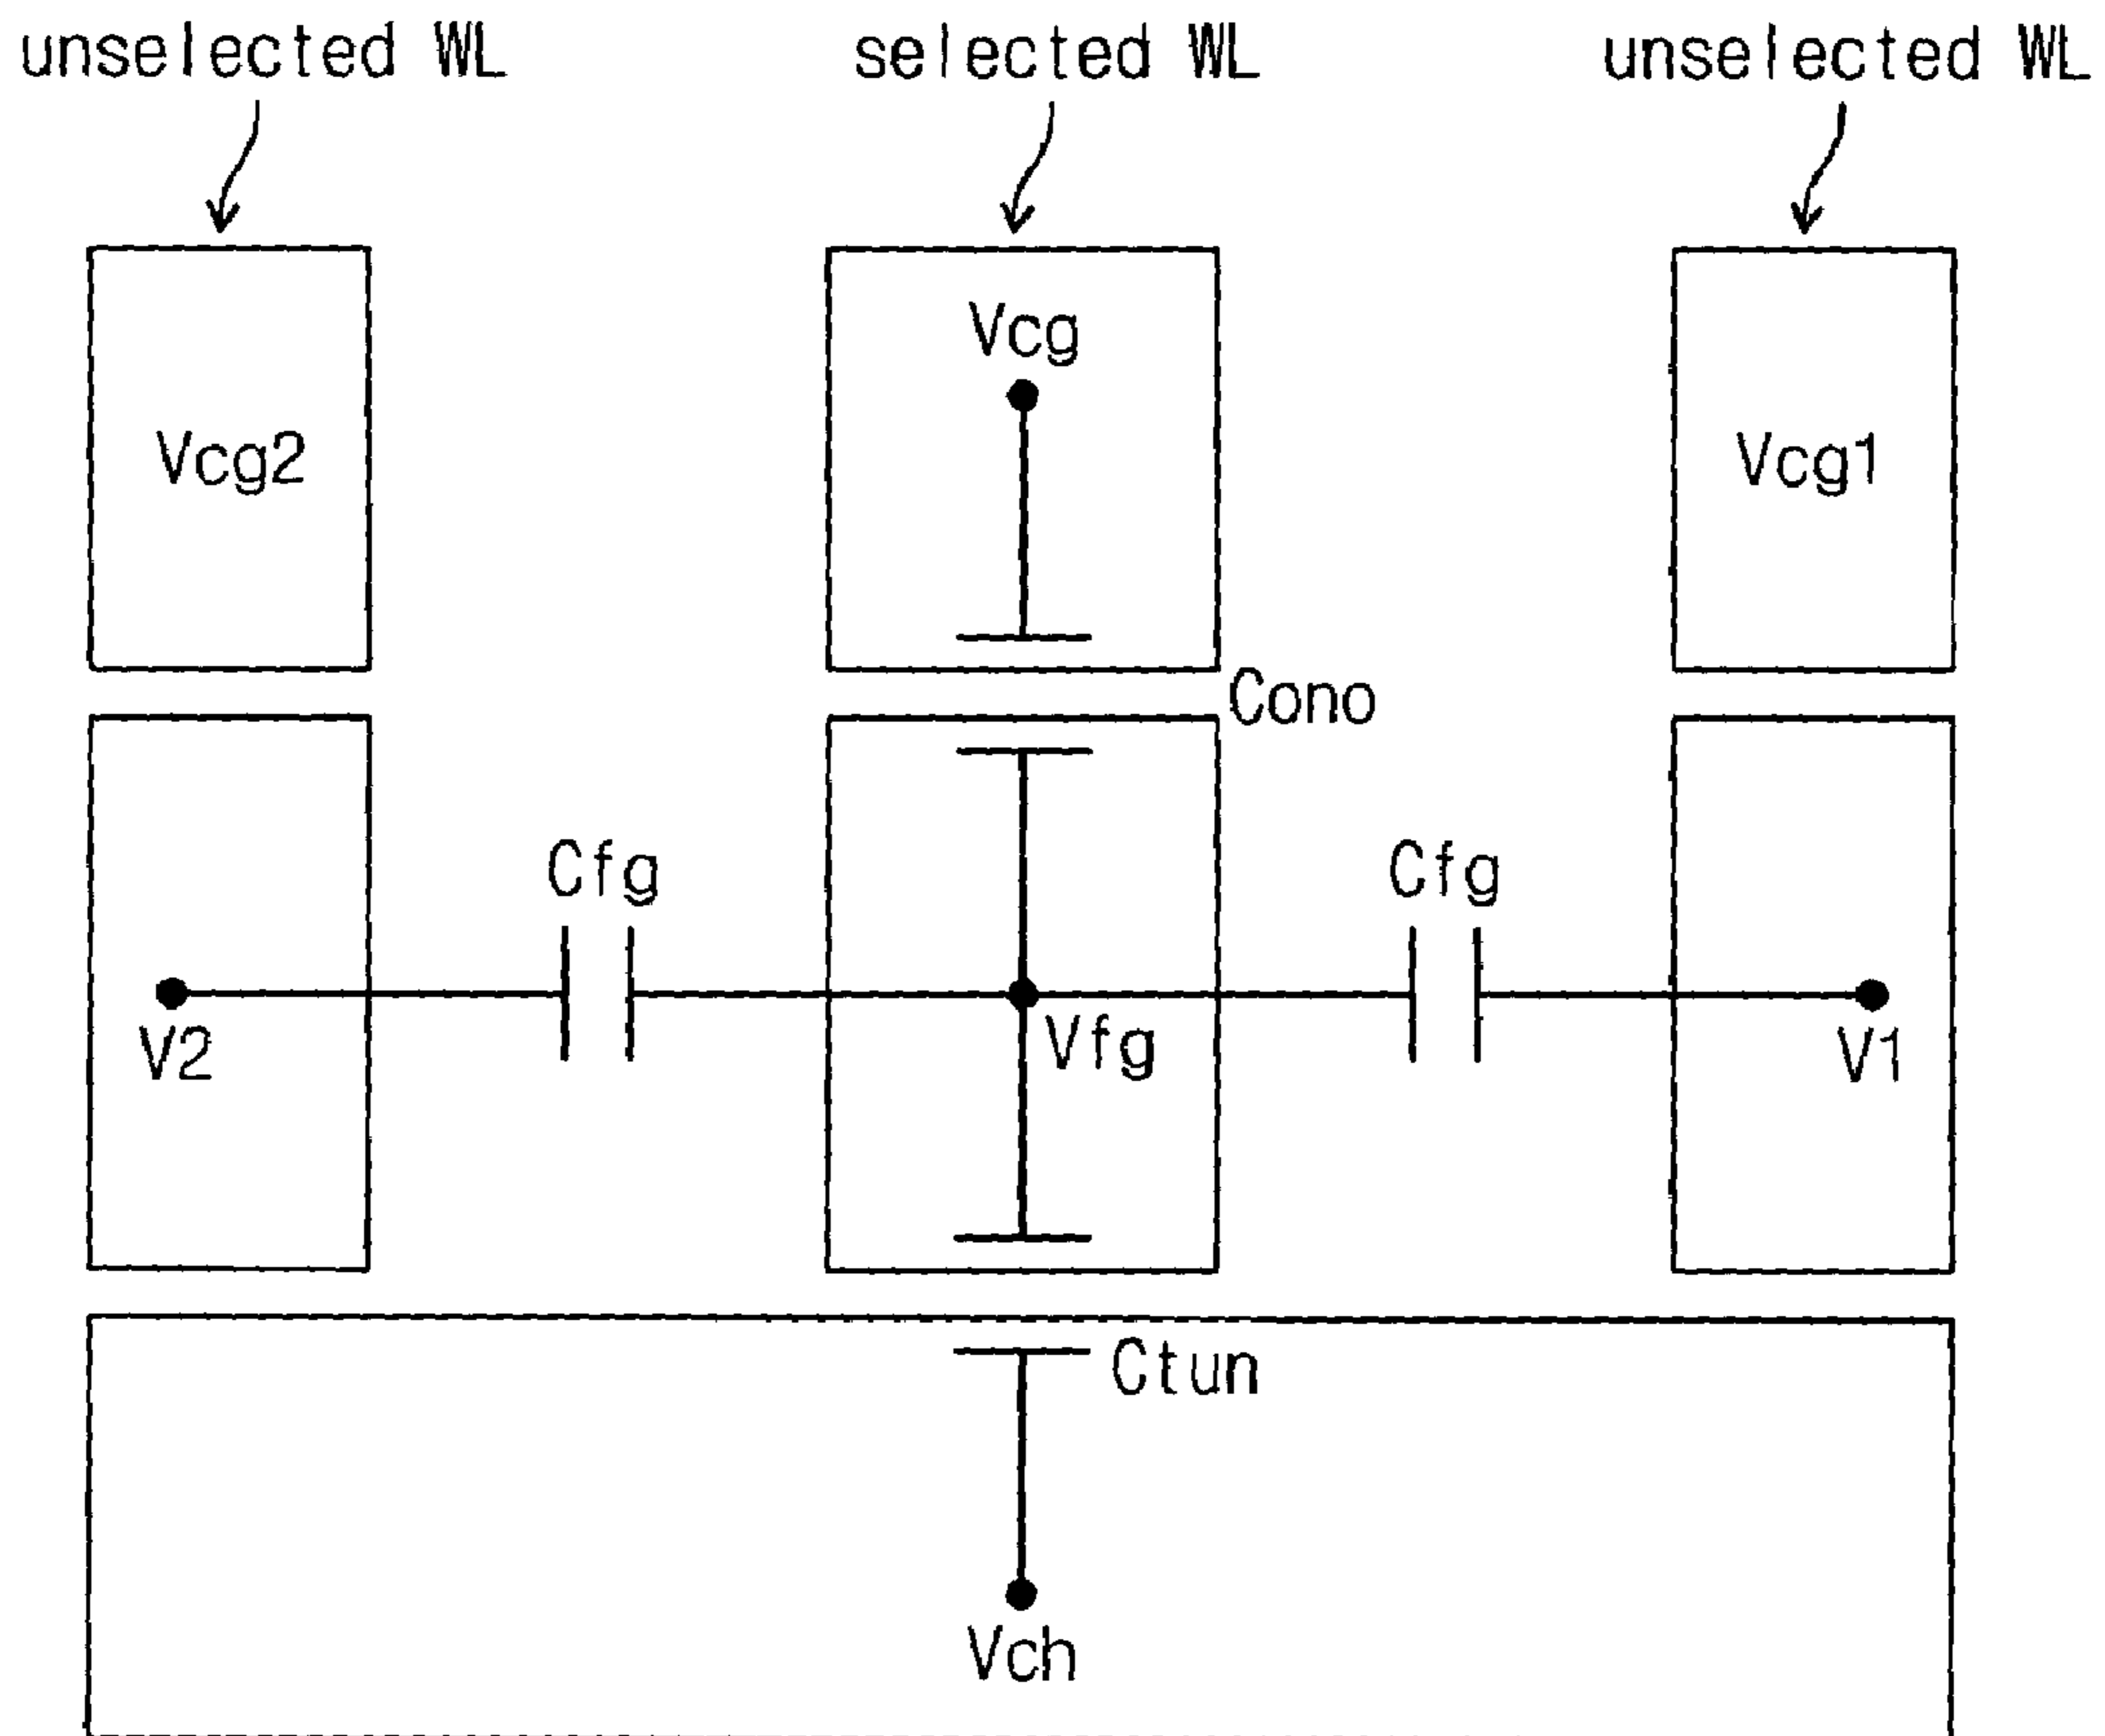 unselected WL
selected WL
unselected WL
Vcg
Vcg2
Vcg1
Cono
Cfg
Cfg
V2
Vfg
V1
Ctun
Vch